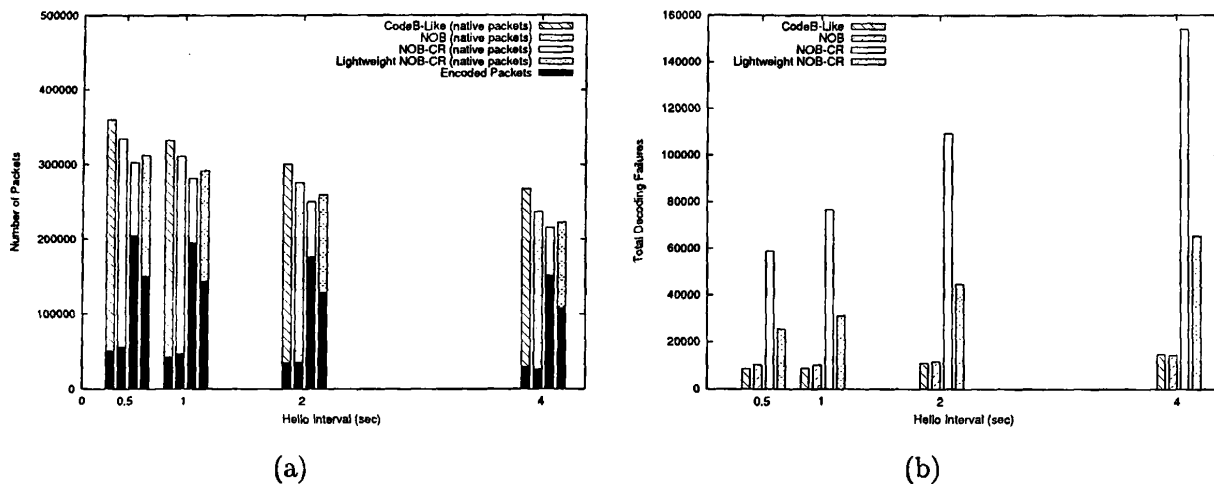 CodeB-Like (native packets)
NOB (native packets)
NOB-CR (native packets)
Lightweight NOB-CR (native packets)
Encoded Packets
500000
400000
300000
200000
100000
0
Number of Packets
0 0.5 1 2 4
Hello Interval (sec)
(a)
CodeB-Like
NOB
NOB-CR
Lightweight NOB-CR
160000
140000
120000
100000
80000
60000
40000
20000
0
Total Decoding Failures
0.5 1 2 4
Hello Interval (sec)
(b)